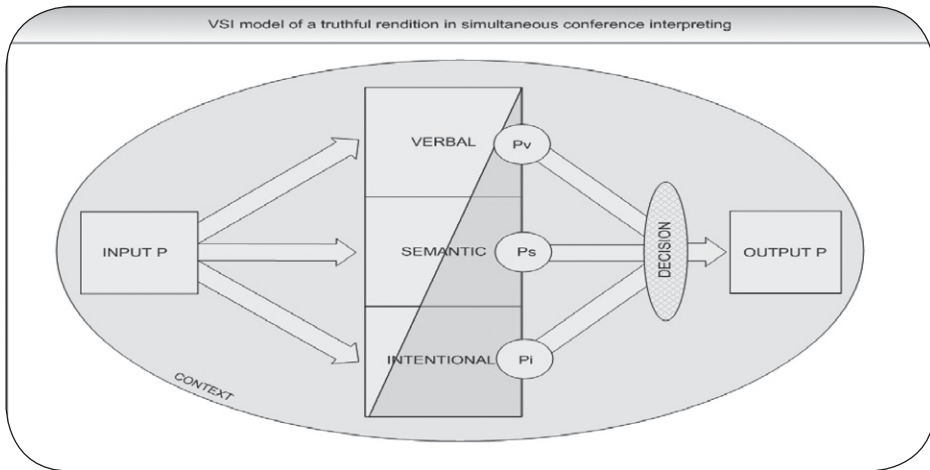 VSI model of a truthful rendition in simultaneous conference interpreting
VERBAL
Pv
INPUT P
SEMANTIC
Ps
DECISION
OUTPUT P
INTENTIONAL
Pi
CONTEXT